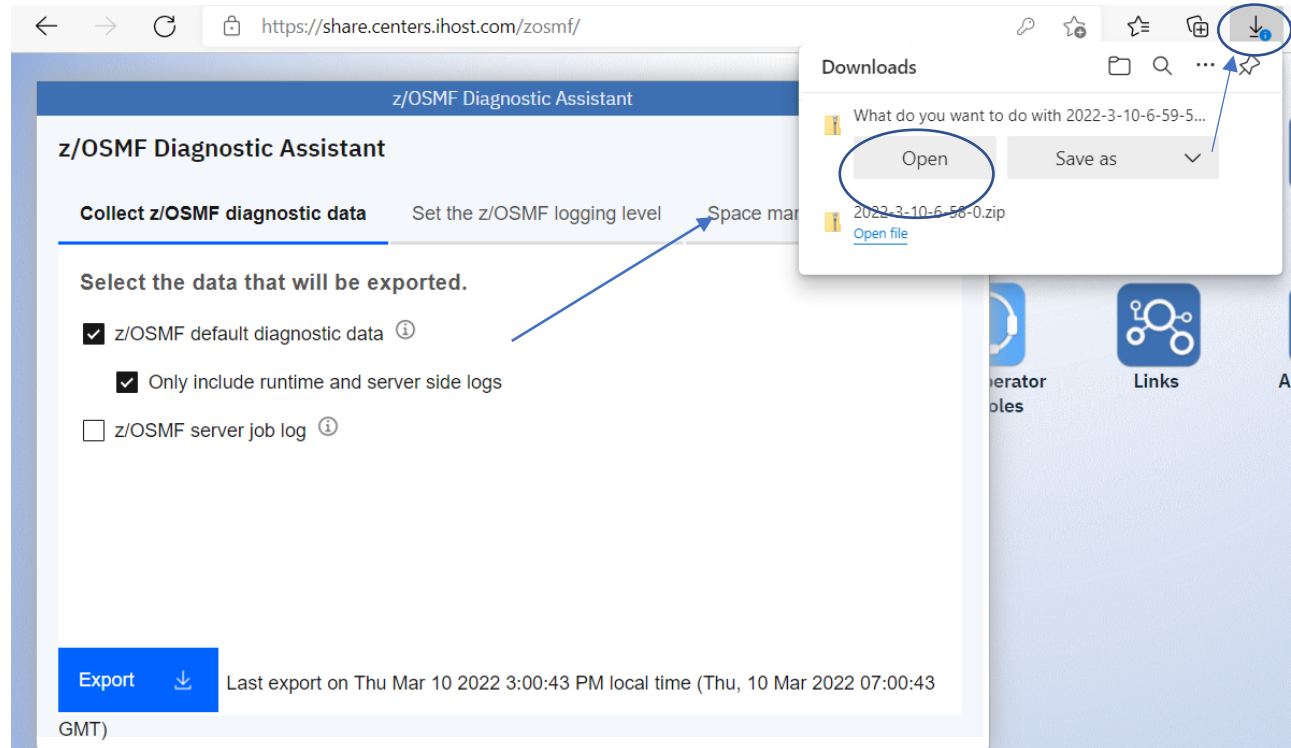 https://share.centers.ihost.com/zosmf/
Downloads
What do you want to do with 2022-3-10-6-59-5...
Open
Save as
2022-3-10-6-58-0.zip
Open file
z/OSMF Diagnostic Assistant
z/OSMF Diagnostic Assistant
Collect z/OSMF diagnostic data
Set the z/OSMF logging level
Space mar
Select the data that will be exported.
z/OSMF default diagnostic data
Only include runtime and server side logs
z/OSMF server job log
erator
oles
Links
A
Export
Last export on Thu Mar 10 2022 3:00:43 PM local time (Thu, 10 Mar 2022 07:00:43
GMT)